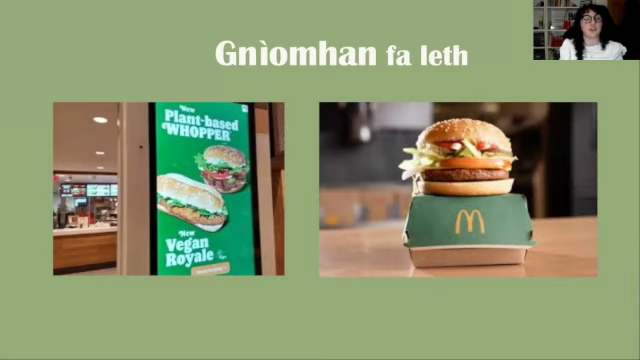 Gnìomhan fa leth
New
Plant-based
WHOPPER
New
Vegan
Royale